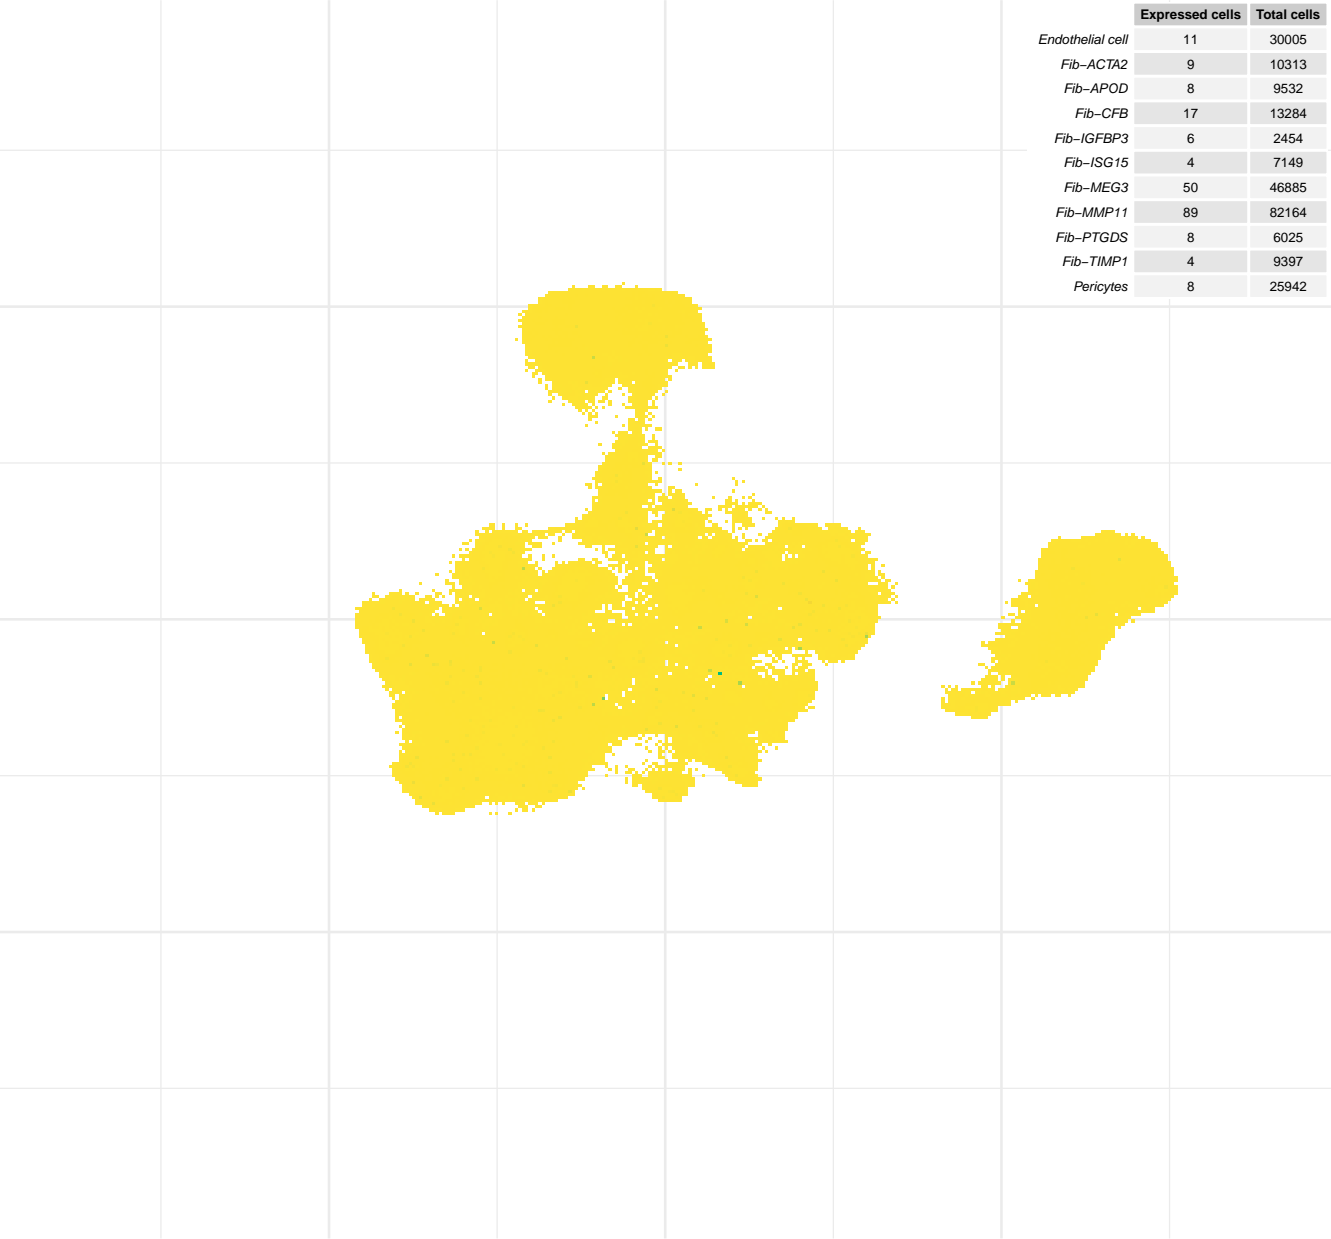 Expressed cells Total cells
Endothelial cell 11 30005
Fib−ACTA2 9 10313
Fib−APOD 8 9532
Fib−CFB 17 13284
Fib−IGFBP3 6 2454
Fib−ISG15 4 7149
Fib−MEG3 50 46885
Fib−MMP11 89 82164
Fib−PTGDS 8 6025
Fib−TIMP1 4 9397
Pericytes 8 25942